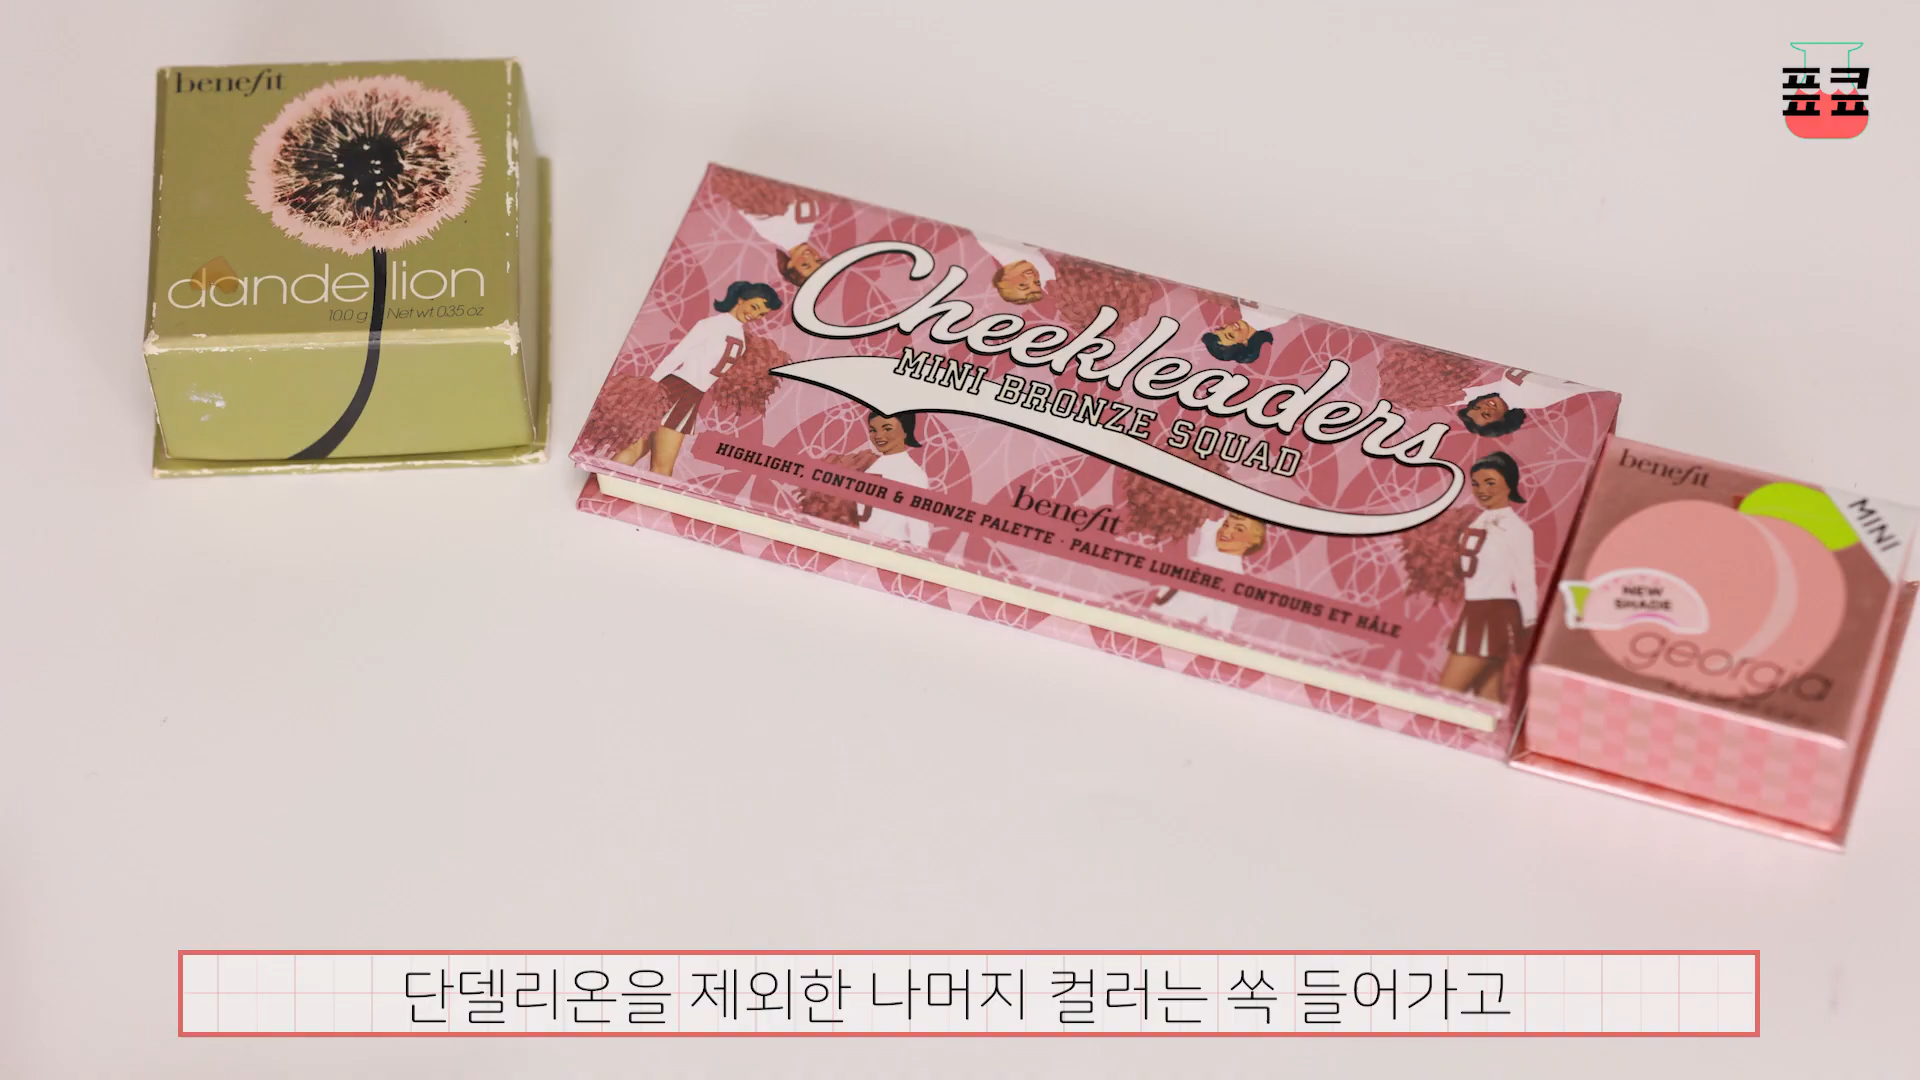 benefit
dandelion
10.0 g Net wt 0.35 oz
Cheekleaders
MINI BRONZE SQUAD
benefit
HIGHLIGHT, CONTOUR & BRONZE PALETTE · PALETTE LUMIÈRE, CONTOURS ET HÂLE
benefit
MINI
NEW
SHADE
georgia
표코
단델리온을 제외한 나머지 컬러는 쏙 들어가고